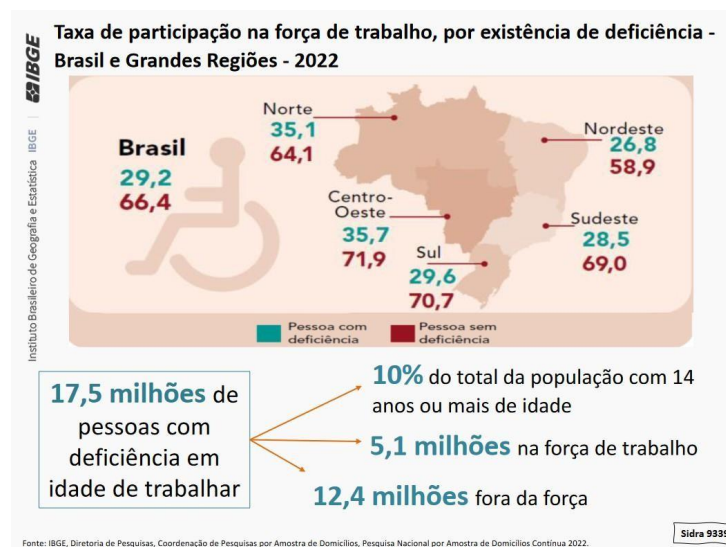 Taxa de participação na força de trabalho, por existência de deficiência -
Brasil e Grandes Regiões - 2022
IBGE
Instituto Brasileiro de Geografia e Estatística IBGE
Brasil
29,2
66,4
Norte
35,1
64,1
Nordeste
26,8
58,9
Centro-
Oeste
35,7
71,9
Sudeste
28,5
69,0
Sul
29,6
70,7
Pessoa com
deficiência
Pessoa sem
deficiência
17,5 milhões de
pessoas com
deficiência em
idade de trabalhar
10% do total da população com 14
anos ou mais de idade
5,1 milhões na força de trabalho
12,4 milhões fora da força
Sidra 9339
Fonte: IBGE, Diretoria de Pesquisas, Coordenação de Pesquisas por Amostra de Domicílios, Pesquisa Nacional por Amostra de Domicílios Contínua 2022.